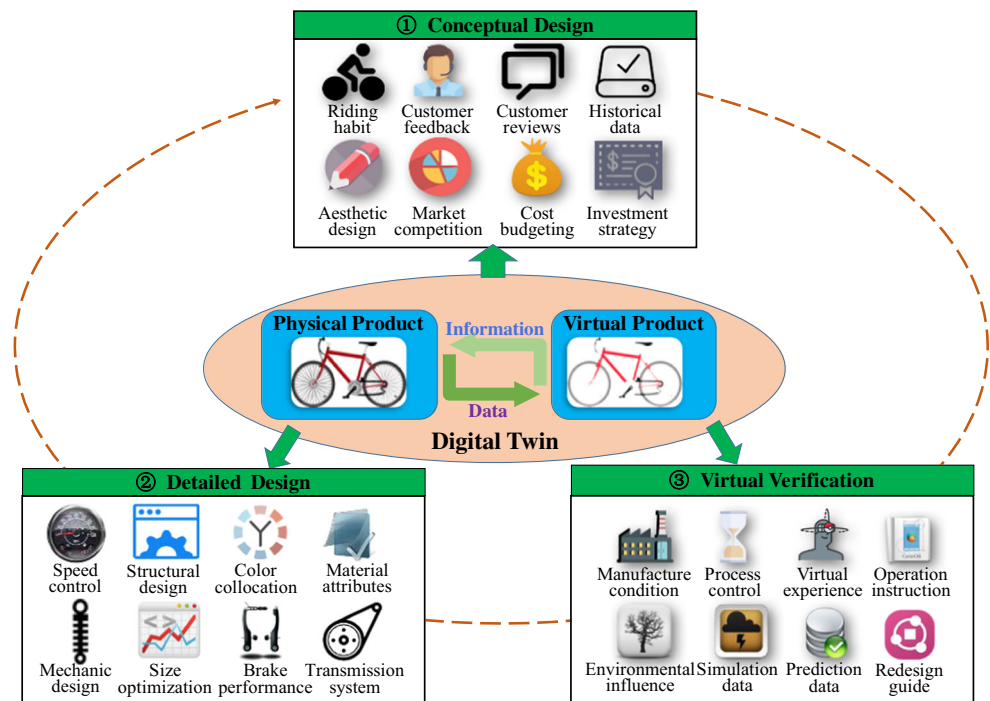 ① Conceptual Design
Riding
habit
Customer
feedback
Customer
reviews
Historical
data
Aesthetic
design
Market
competition
Cost
budgeting
Investment
strategy
Physical Product
Information
Virtual Product
Data
Digital Twin
② Detailed Design
Speed
control
Structural
design
Color
collocation
Material
attributes
Mechanic
design
Size
optimization
Brake
performance
Transmission
system
③ Virtual Verification
Manufacture
condition
Process
control
Virtual
experience
Operation
instruction
Environmental
influence
Simulation
data
Prediction
data
Redesign
guide